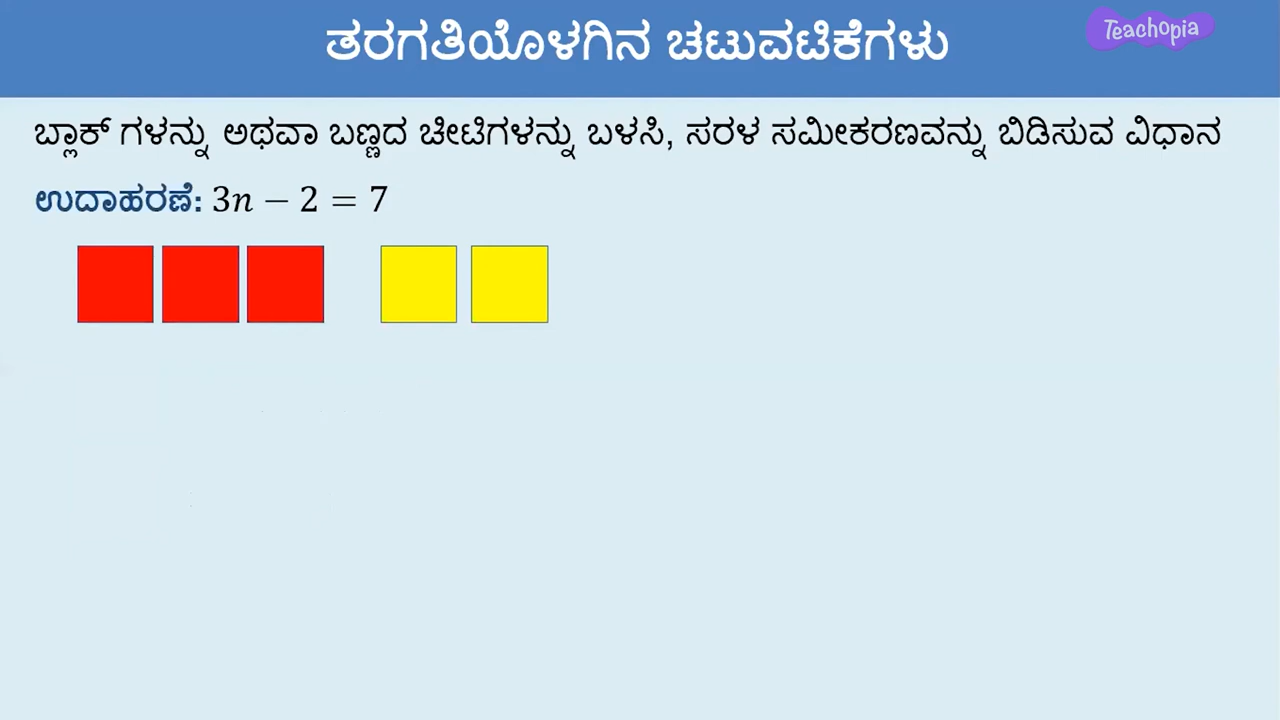 ತರಗತಿಯೊಳಗಿನ ಚಟುವಟಿಕೆಗಳು
Teachopia
ಬ್ಲಾಕ್ ಗಳನ್ನು ಅಥವಾ ಬಣ್ಣದ ಚೀಟಿಗಳನ್ನು ಬಳಸಿ, ಸರಳ ಸಮೀಕರಣವನ್ನು ಬಿಡಿಸುವ ವಿಧಾನ
ಉದಾಹರಣೆ: 3n − 2 = 7